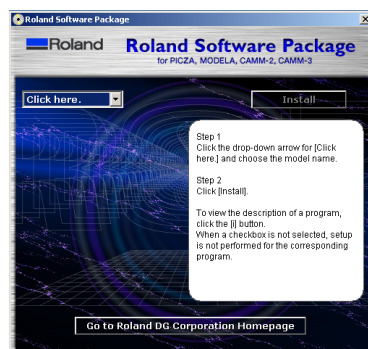 Roland Software Package
Roland
Roland Software Package
for PICZA, MODELA, CAMM-2, CAMM-3
Click here.
Install
Step 1
Click the drop-down arrow for [Click
here.] and choose the model name.
Step 2
Click [Install].
To view the description of a program,
click the [i] button.
When a checkbox is not selected, setup
is not performed for the corresponding
program.
Go to Roland DG Corporation Homepage